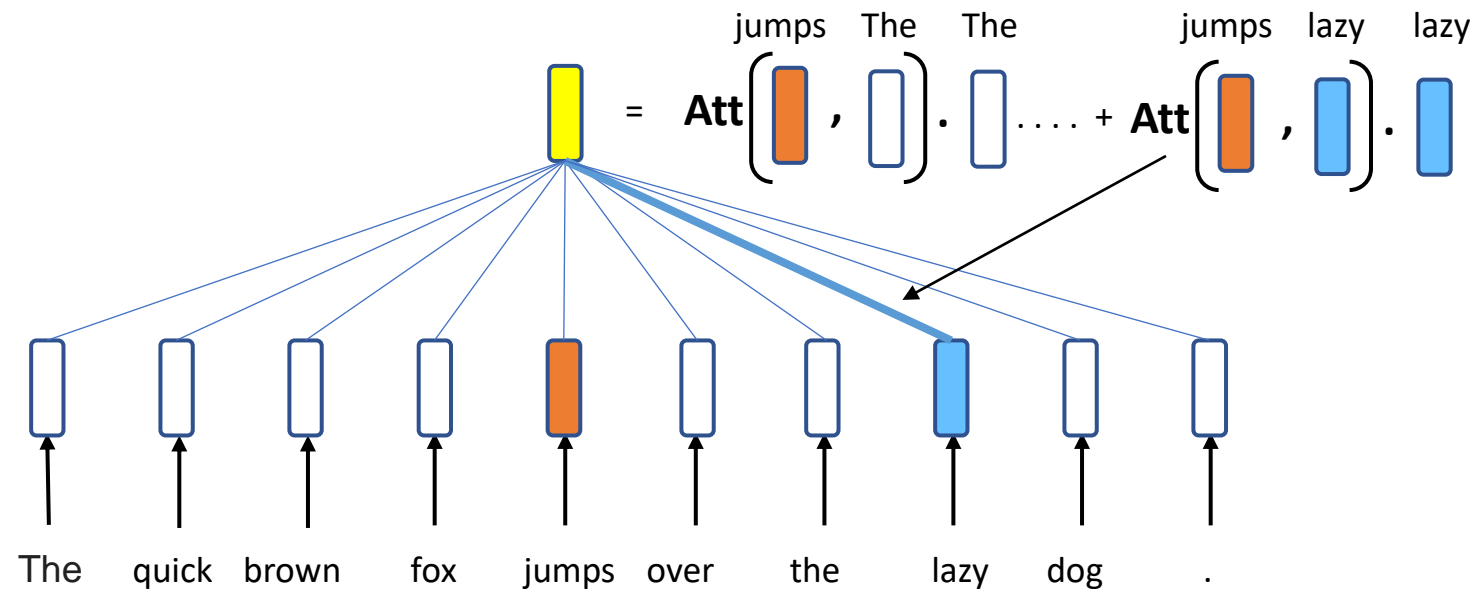 jumps The The jumps lazy lazy
= Att( , ) . . . . . + Att( , ) .
The quick brown fox jumps over the lazy dog .